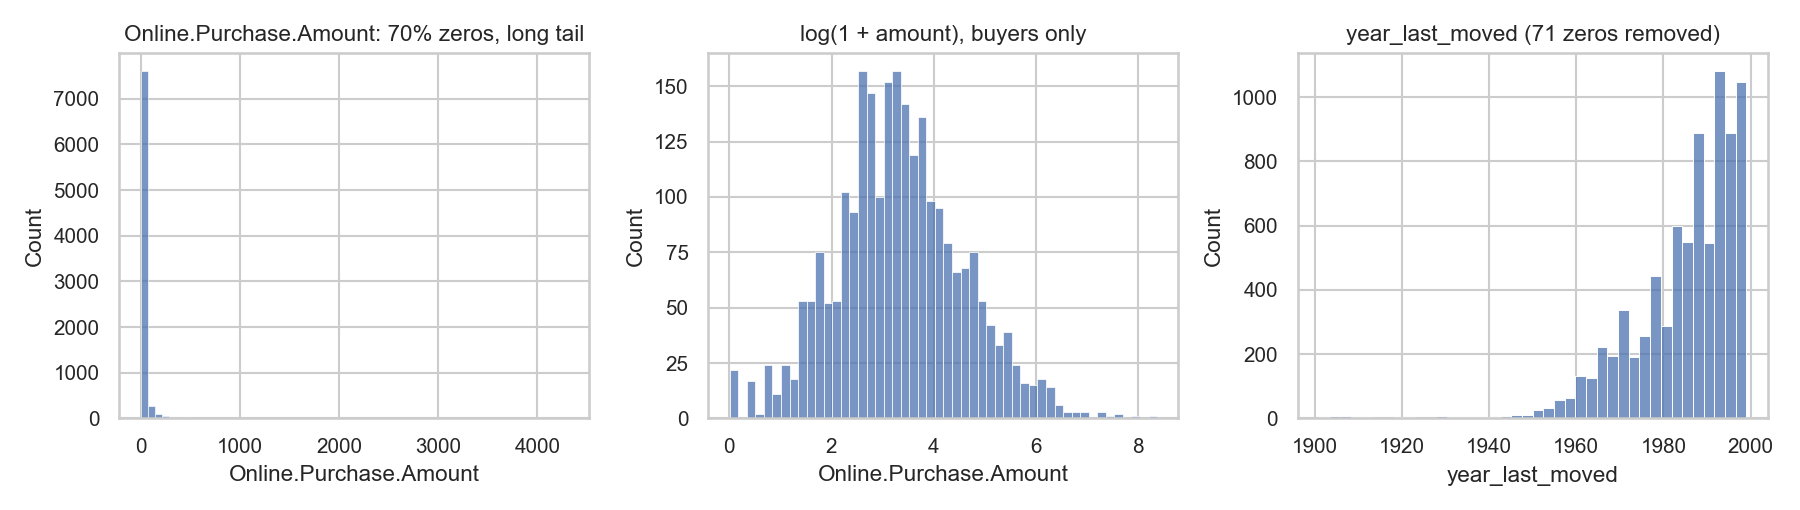 Online.Purchase.Amount: 70% zeros, long tail
Count
7000
6000
5000
4000
3000
2000
1000
0
0 1000 2000 3000 4000
Online.Purchase.Amount
log(1 + amount), buyers only
Count
150
125
100
75
50
25
0
0 2 4 6 8
Online.Purchase.Amount
year_last_moved (71 zeros removed)
Count
1000
800
600
400
200
0
1900 1920 1940 1960 1980 2000
year_last_moved